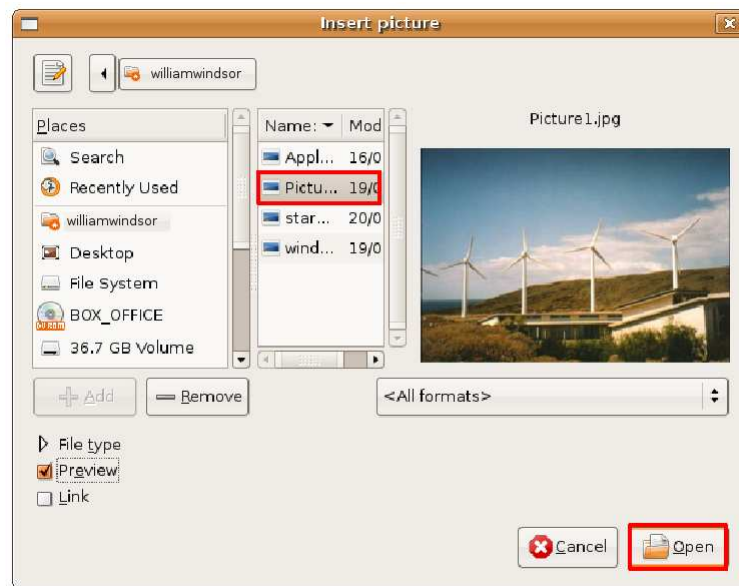 Insert picture
williamwindsor
Places
Search
Recently Used
williamwindsor
Desktop
File System
BOX_OFFICE
36.7 GB Volume
Name: Mod
Appl... 16/0
Pictu... 19/0
star... 20/0
wind... 19/0
Picture1.jpg
Add Remove
<All formats>
File type
Preview
Link
Cancel Open